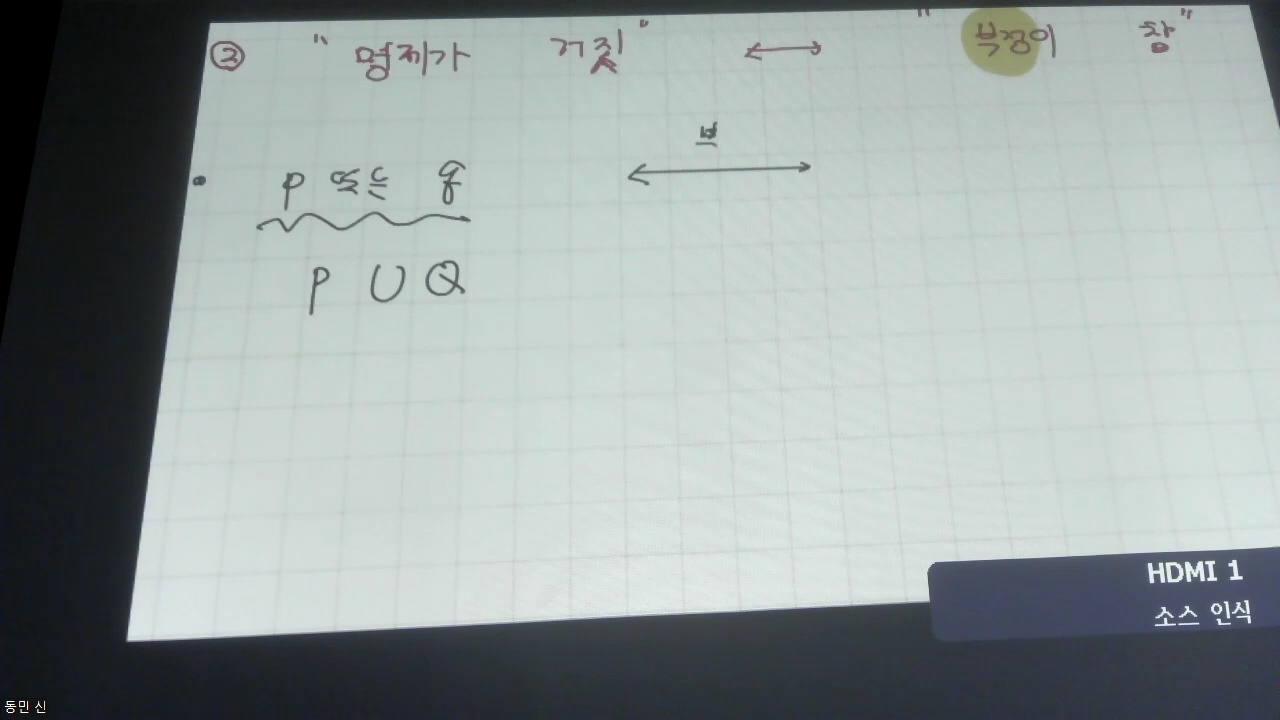 ② " 명제가 거짓 " ↔ " 부정이 참 "
• p 또는 q ↔ 부
P ∪ Q
HDMI 1
소스 인식
동민 신